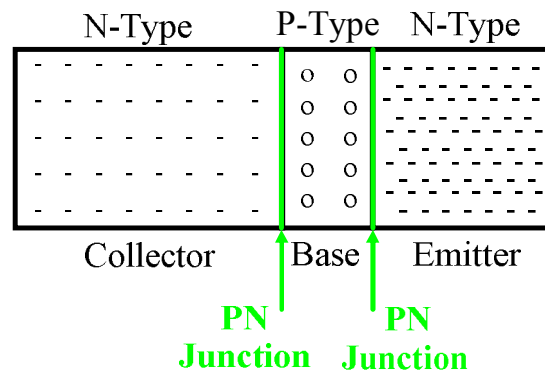 N-Type P-Type N-Type
Collector Base Emitter
PN PN
Junction Junction